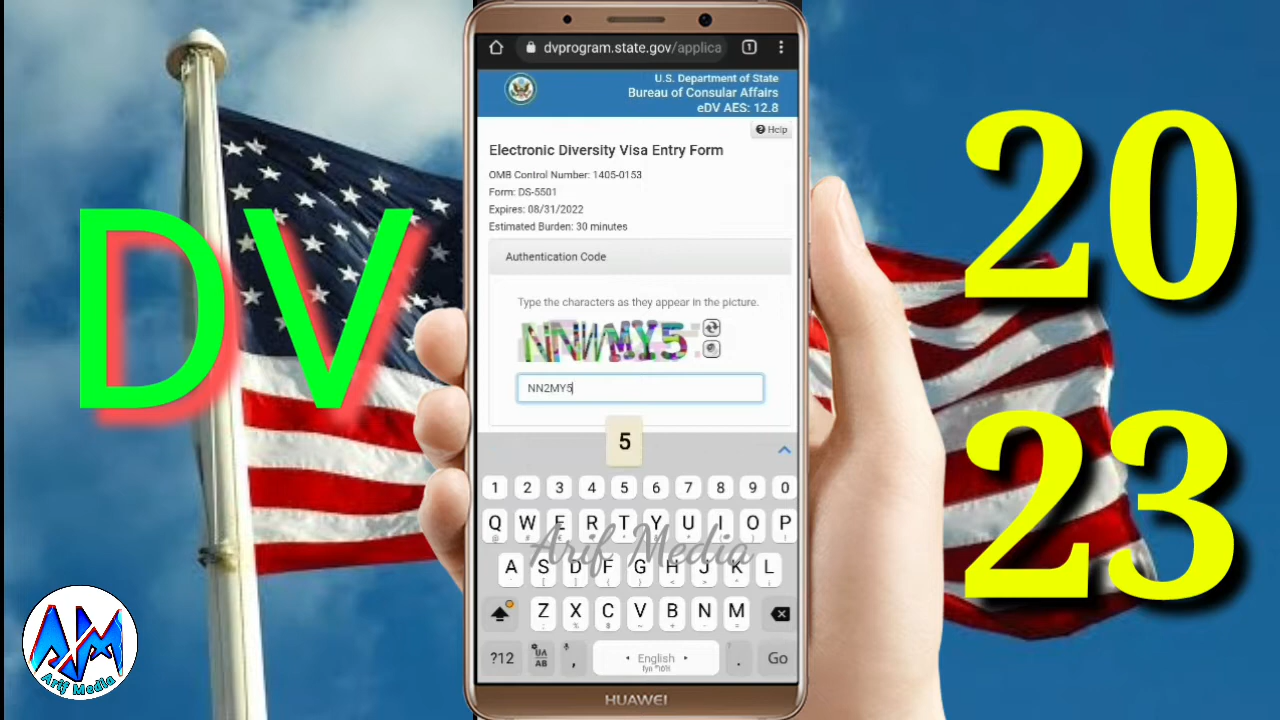 DV
20
23
dvprogram.state.gov/applica
1
U.S. Department of State
Bureau of Consular Affairs
eDV AES: 12.8
Help
Electronic Diversity Visa Entry Form
OMB Control Number: 1405-0153
Form: DS-5501
Expires: 08/31/2022
Estimated Burden: 30 minutes
Authentication Code
Type the characters as they appear in the picture.
NNWMY5
NN2MY5
5
1 2 3 4 5 6 7 8 9 0
Q W E R T Y U I O P
Arif Media
A S D F G H J K L
Z X C V B N M
?12 , English . Go
HUAWEI
AM
Arif Media